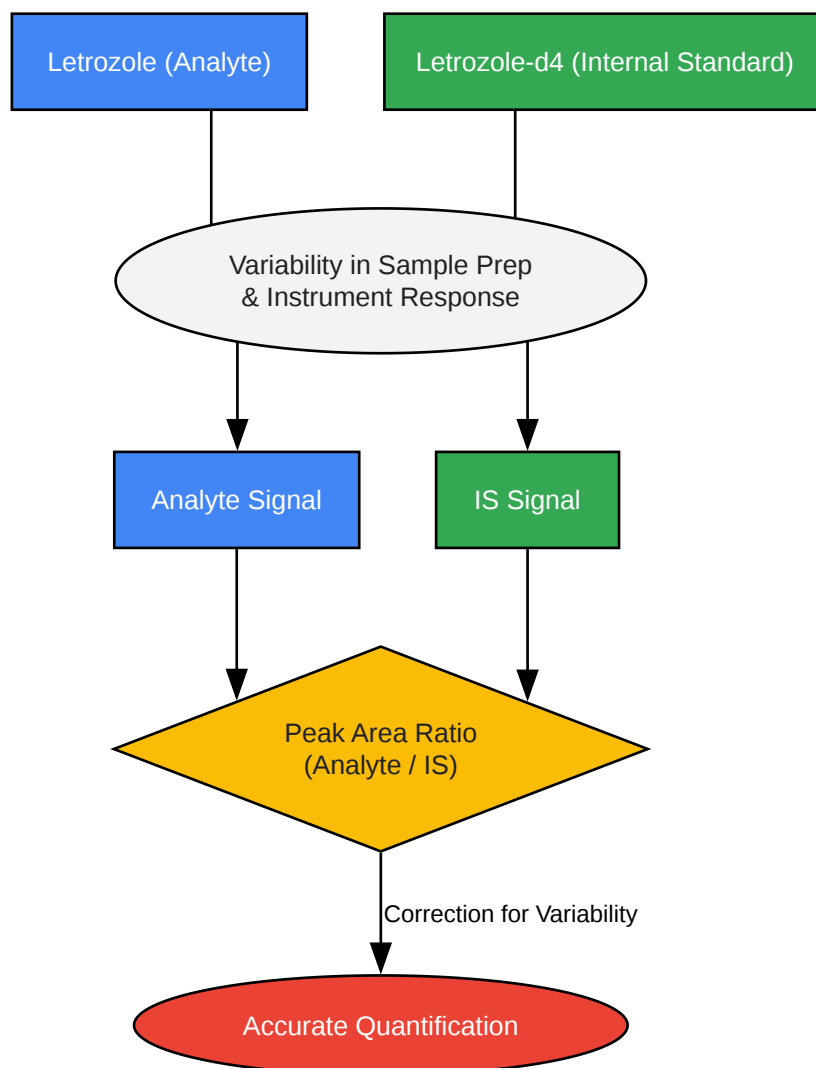 Letrozole (Analyte)
Letrozole-d4 (Internal Standard)
Variability in Sample Prep
& Instrument Response
Analyte Signal
IS Signal
Peak Area Ratio
(Analyte / IS)
Correction for Variability
Accurate Quantification